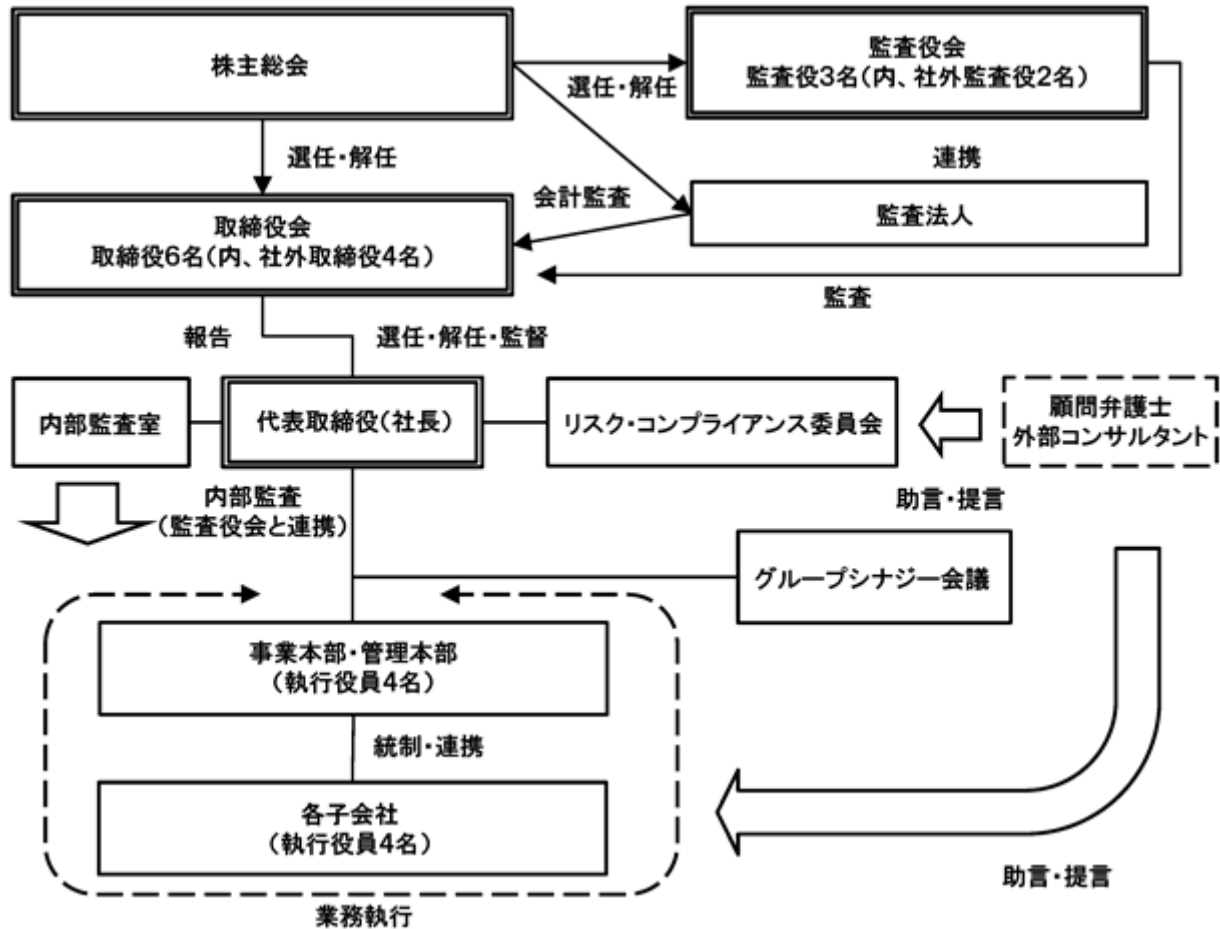 株主総会
監査役会
監査役3名(内、社外監査役2名)
選任・解任
選任・解任
連携
会計監査
監査法人
取締役会
取締役6名(内、社外取締役4名)
監査
報告
選任・解任・監督
内部監査室
代表取締役(社長)
リスク・コンプライアンス委員会
顧問弁護士
外部コンサルタント
内部監査
(監査役会と連携)
助言・提言
グループシナジー会議
事業本部・管理本部
(執行役員4名)
統制・連携
各子会社
(執行役員4名)
助言・提言
業務執行